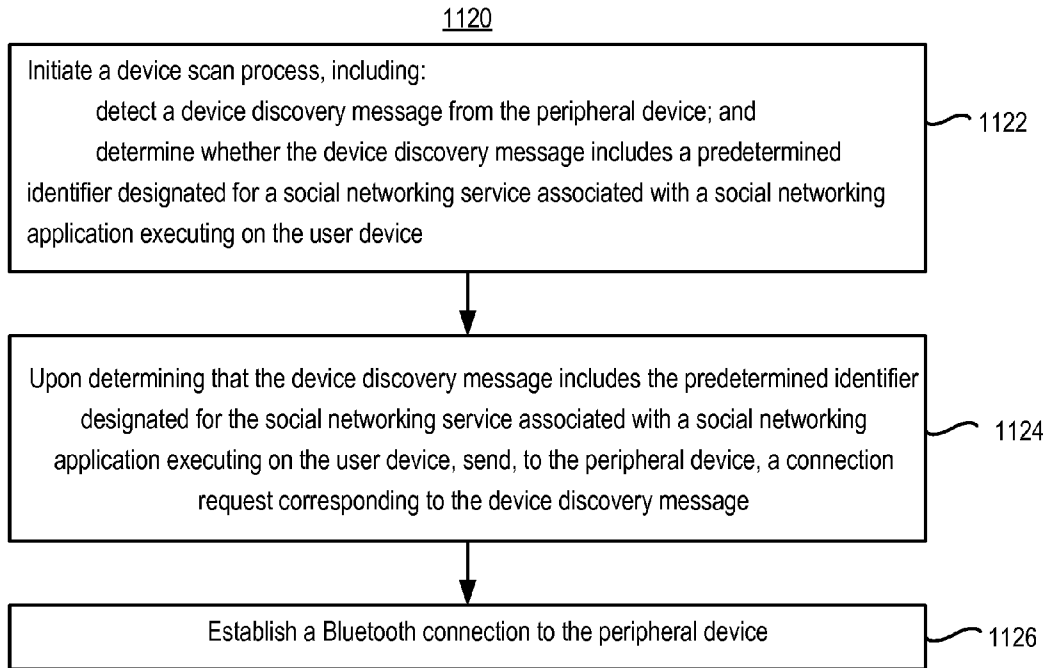 1120
Initiate a device scan process, including:
detect a device discovery message from the peripheral device; and
determine whether the device discovery message includes a predetermined
identifier designated for a social networking service associated with a social networking
application executing on the user device
1122
Upon determining that the device discovery message includes the predetermined identifier
designated for the social networking service associated with a social networking
application executing on the user device, send, to the peripheral device, a connection
request corresponding to the device discovery message
1124
Establish a Bluetooth connection to the peripheral device
1126